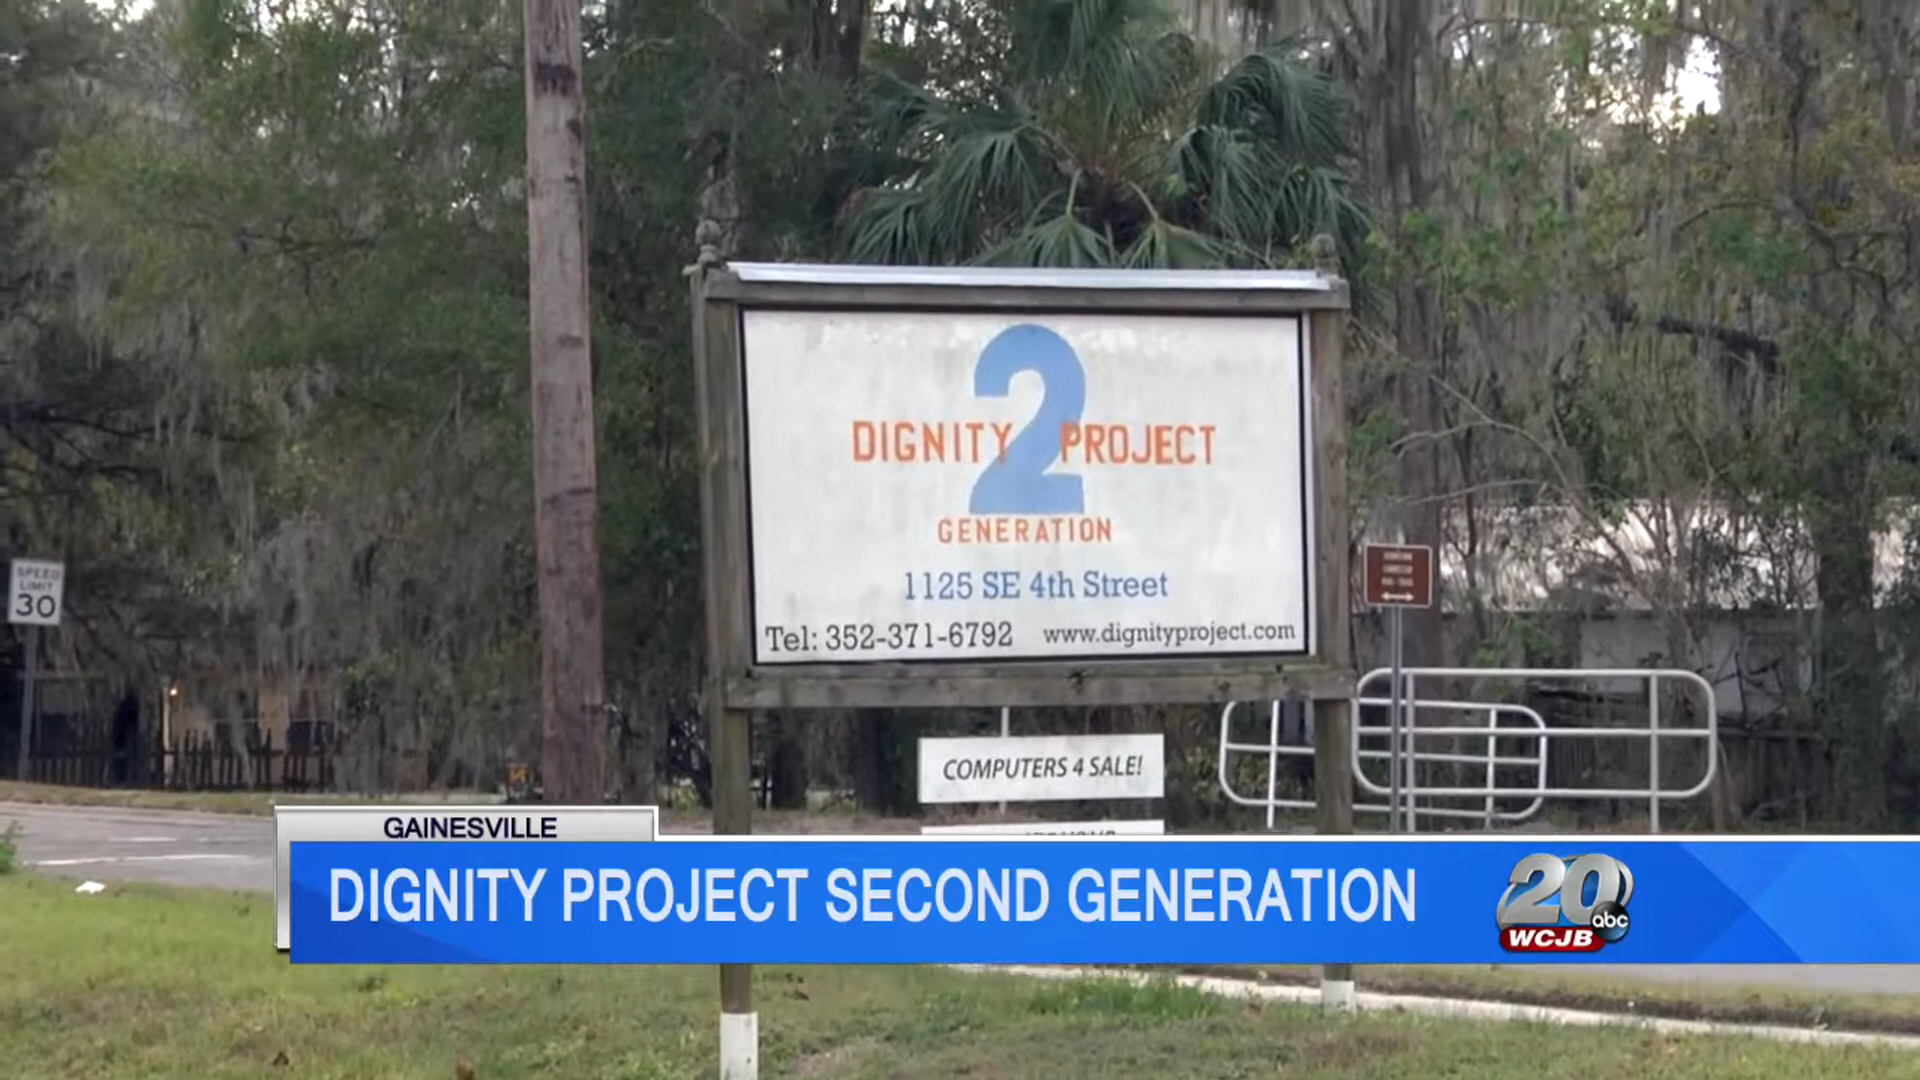 2
DIGNITY PROJECT
GENERATION
1125 SE 4th Street
Tel: 352-371-6792 www.dignityproject.com
SPEED
LIMIT
30
COMPUTERS 4 SALE!
GAINESVILLE
DIGNITY PROJECT SECOND GENERATION
20
abc
WCJB